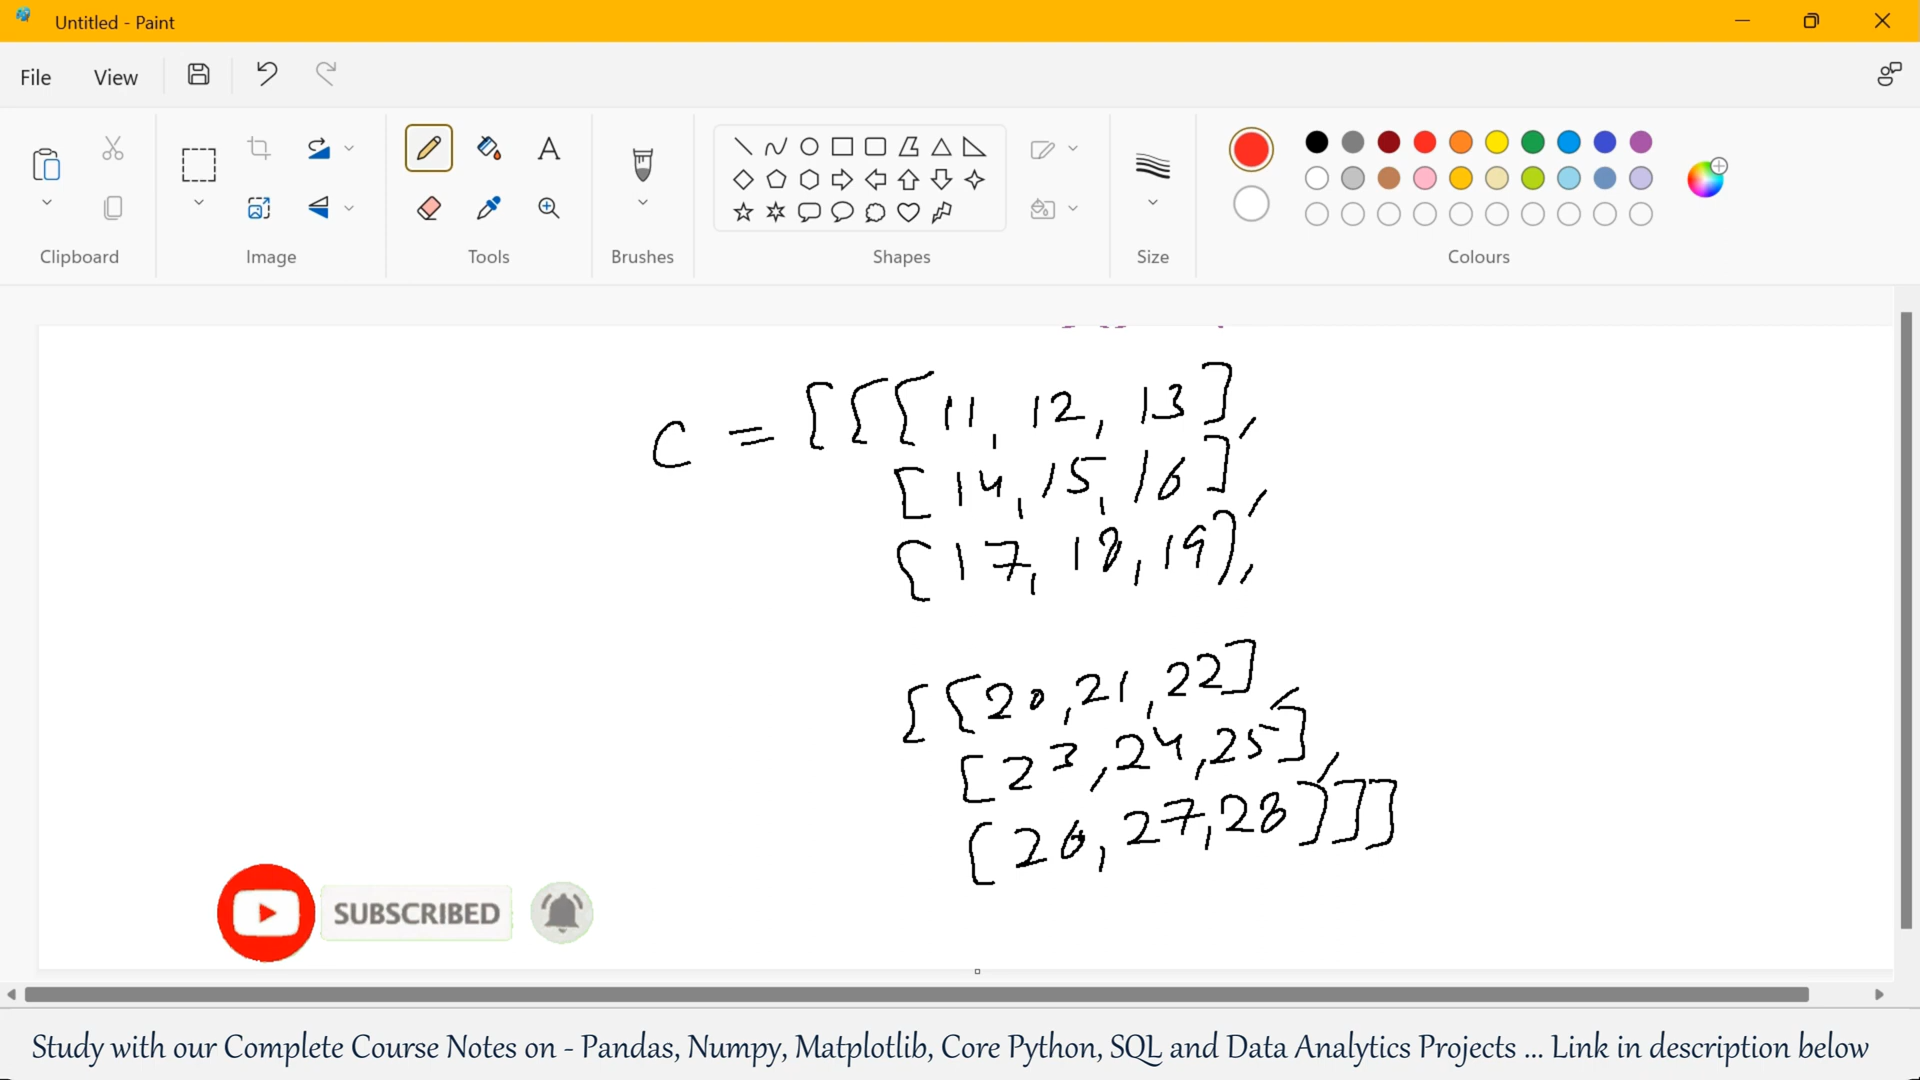 Untitled - Paint
File View
Clipboard Image Tools Brushes Shapes Size Colours
C = [[[11, 12, 13],
[14, 15, 16],
[17, 18, 19],
[[20, 21, 22],
[23, 24, 25],
[26, 27, 28]]]
SUBSCRIBED
Study with our Complete Course Notes on - Pandas, Numpy, Matplotlib, Core Python, SQL and Data Analytics Projects ... Link in description below